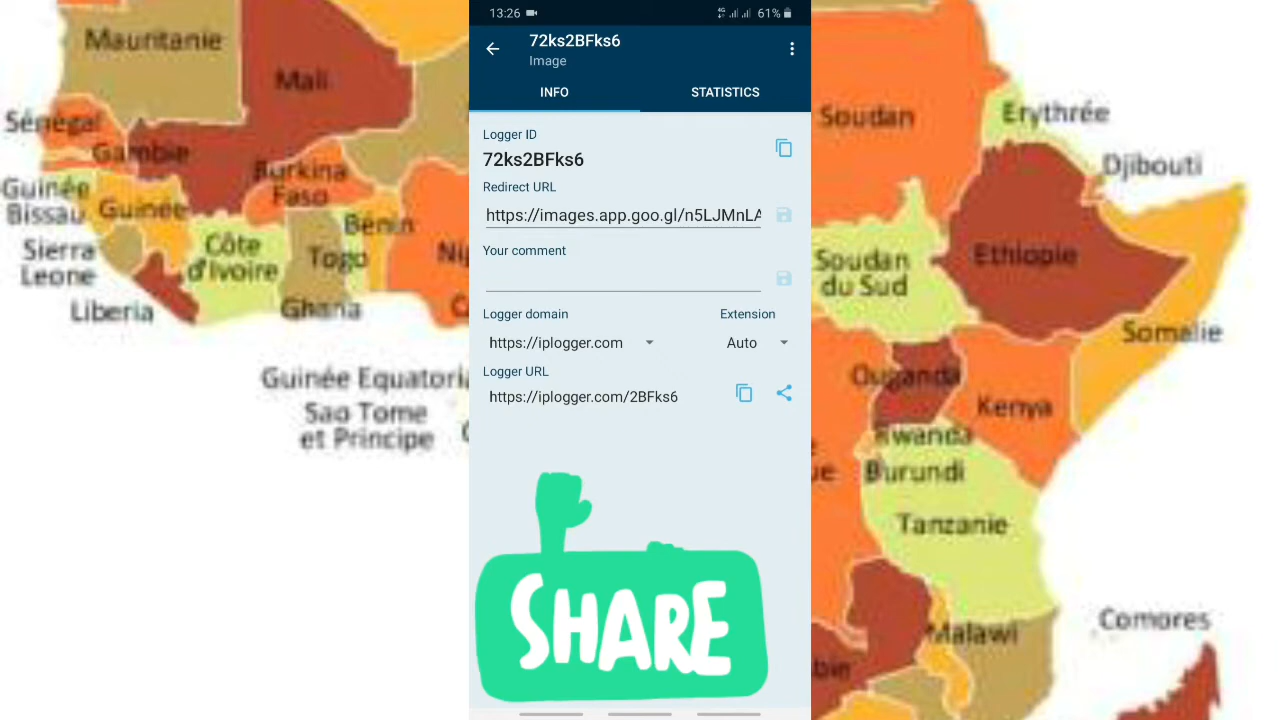 13:26
4G
61%
72ks2BFks6
Image
INFO
STATISTICS
Logger ID
72ks2BFks6
Redirect URL
https://images.app.goo.gl/n5LJMnLA
Your comment
Logger domain
Extension
https://iplogger.com
Auto
Logger URL
https://iplogger.com/2BFks6
SHARE
Mauritanie
Mali
Sénégal
Gambie
Burkina
Faso
Guinée
Bissau
Guinée
Bénin
Sierra
Leone
Côte
d'Ivoire
Togo
Liberia
Ghana
Guinée Equatori
Sao Tome
et Principe
Soudan
Erythrée
Djibouti
Soudan
du Sud
Ethiopie
Somalie
Ouganda
Kenya
Rwanda
Burundi
Tanzanie
Malawi
Comores